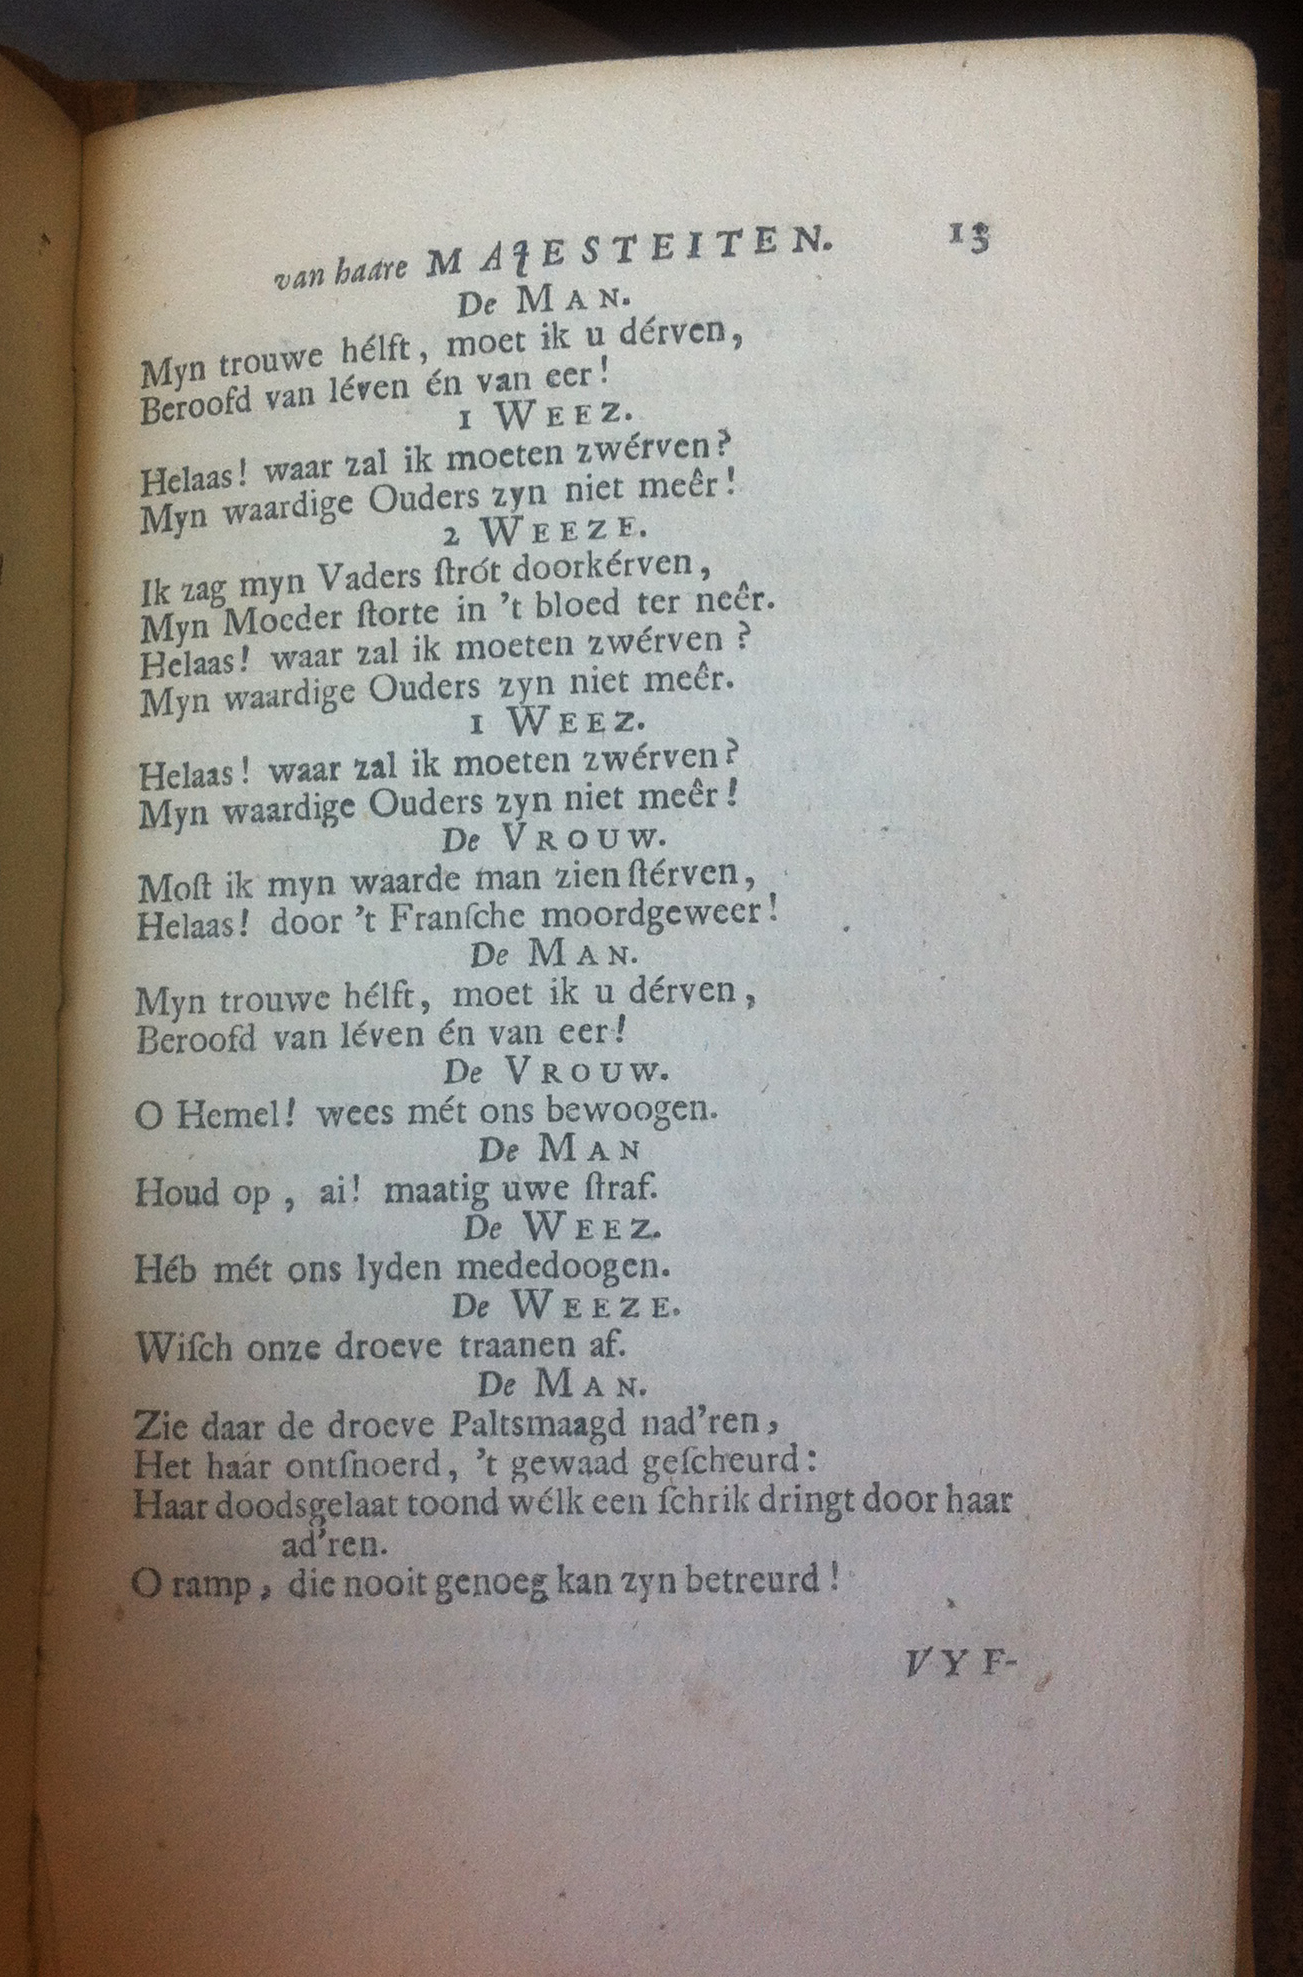 van haare MAJESTEITEN. 13
De MAN.
Myn trouwe hélft, moet ik u dérven,
Beroofd van léven én van eer!
1 WEEZ.
Helaas! waar zal ik moeten zwérven?
Myn waardige Ouders zyn niet meêr!
2 WEEZE.
Ik zag myn Vaders ſtrót doorkérven,
Myn Moeder ſtorte in 't bloed ter neêr.
Helaas! waar zal ik moeten zwérven?
Myn waardige Ouders zyn niet meêr.
1 WEEZ.
Helaas! waar zal ik moeten zwérven?
Myn waardige Ouders zyn niet meêr!
De VROUW.
Moſt ik myn waarde man zien ſtérven,
Helaas! door 't Franſche moordgeweer!
De MAN.
Myn trouwe hélft, moet ik u dérven,
Beroofd van léven én van eer!
De VROUW.
O Hemel! wees mét ons bewoogen.
De MAN
Houd op, ai! maatig uwe ſtraf.
De WEEZ.
Héb mét ons lyden mededoogen.
De WEEZE.
Wiſch onze droeve traanen af.
De MAN.
Zie daar de droeve Paltsmaagd nad'ren,
Het haar ontſnoerd, 't gewaad geſcheurd:
Haar doodsgelaat toond wélk een ſchrik dringt door haar
ad'ren.
O ramp, die nooit genoeg kan zyn betreurd!
VYF-